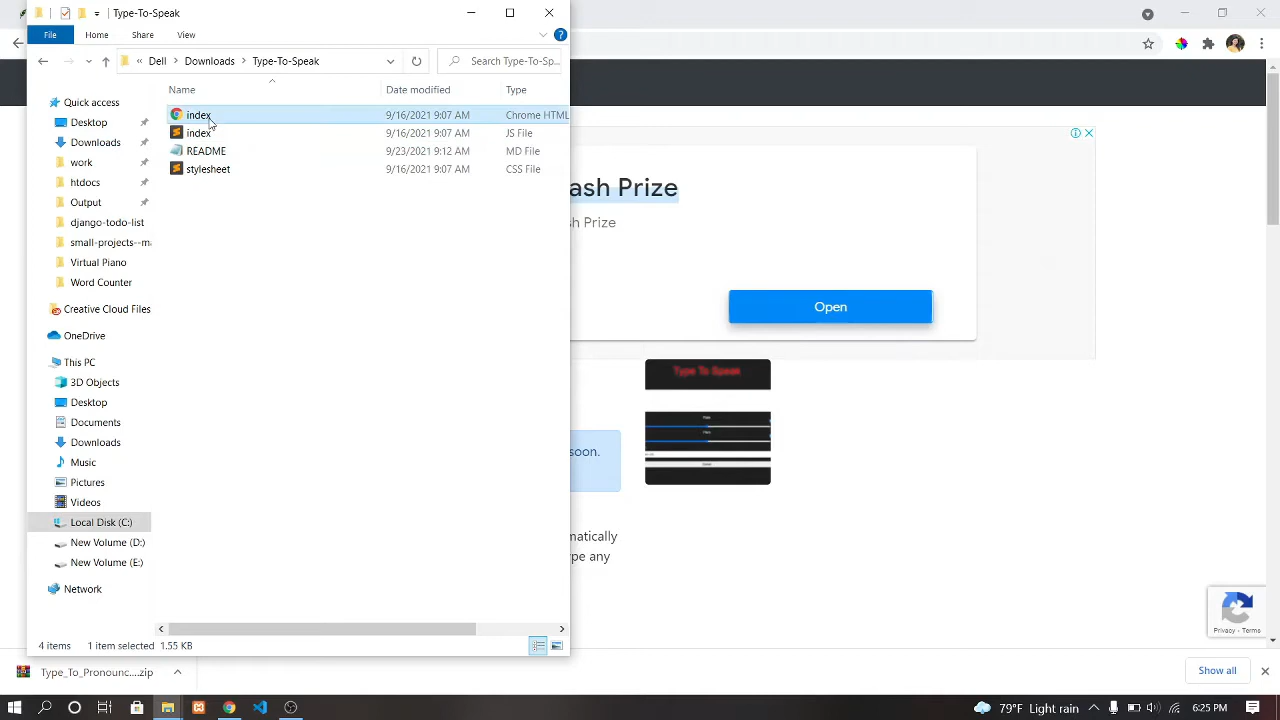 Type-To-Speak
File Home Share View
« Dell > Downloads > Type-To-Speak
Search Type-To-Sp...
Name Date modified Type
index 9/16/2021 9:07 AM Chrome HTML
index 9/16/2021 9:07 AM JS File
README 9/23/2021 9:12 AM MD File
stylesheet 9/16/2021 9:07 AM CSS File
Quick access
Desktop
Downloads
work
htdocs
Output
django-todo-list
small-projects--ma
Virtual Piano
Word Counter
Creative Cloud Files
OneDrive
This PC
3D Objects
Desktop
Documents
Downloads
Music
Pictures
Videos
Local Disk (C:)
New Volume (D:)
New Volume (E:)
Network
4 items 1 item selected 1.55 KB
ash Prize
sh Prize
Open
Type To Speak
soon.
matically
pe any
Privacy - Terms
Type_To_Pronounc....zip
Show all
79°F Light rain
6:25 PM